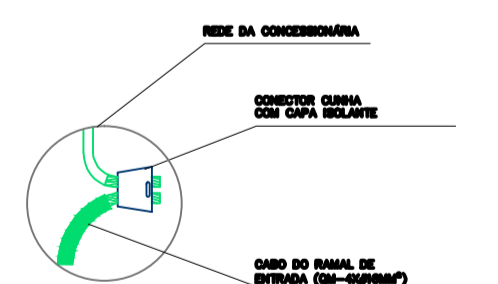 REDE DA CONCESSIONÁRIA
CONECTOR CUNHA
COM CAPA ISOLANTE
CABO DO RAMAL DE
ENTRADA